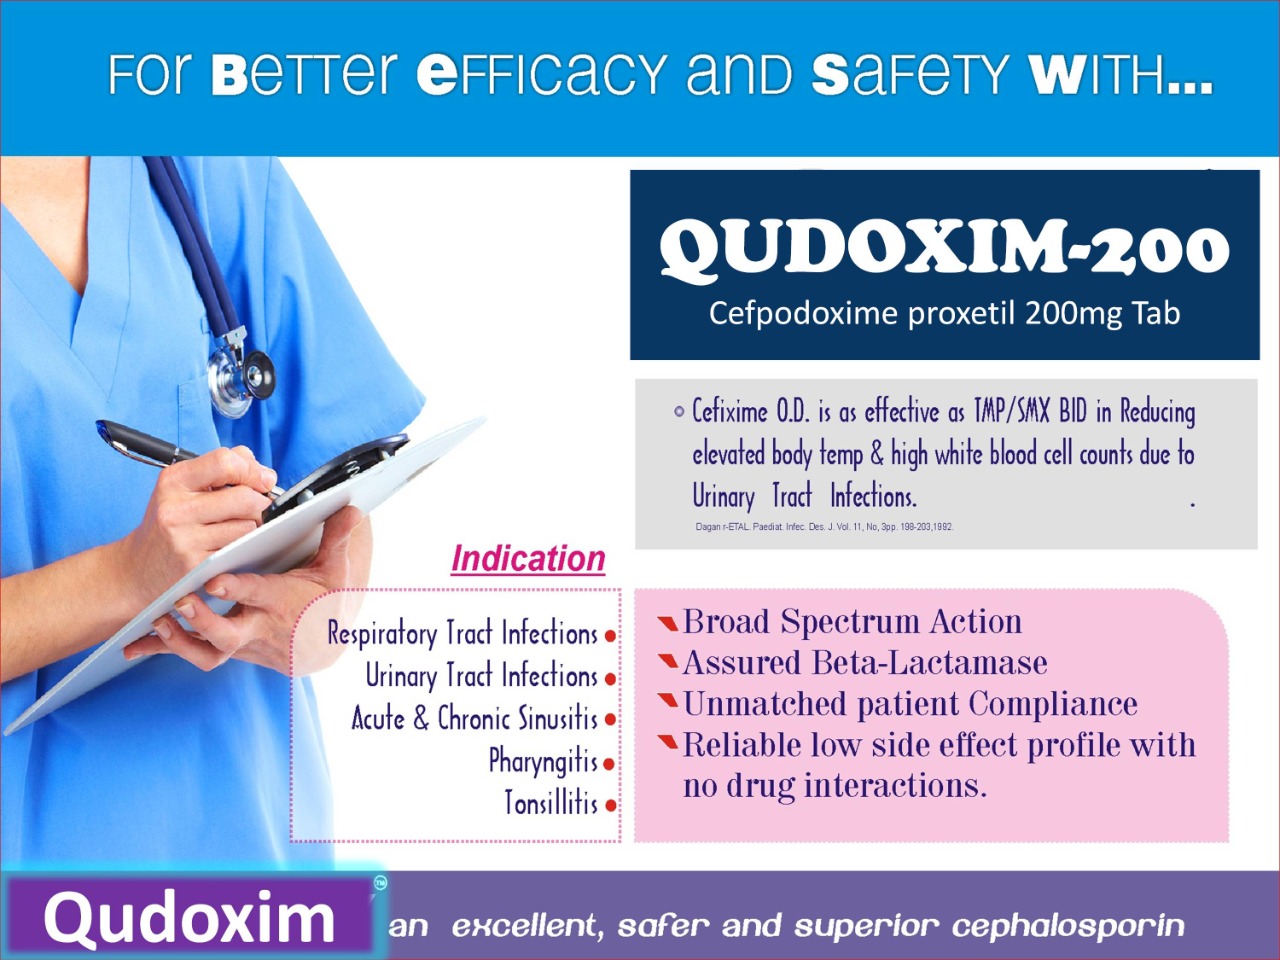 For Better efficacy and Safety With...
QUDOXIM-200
Cefpodoxime proxetil 200mg Tab
Cefixime O.D. is as effective as TMP/SMX BID in Reducing
elevated body temp & high white blood cell counts due to
Urinary Tract Infections. .
Dagan r-ETAL. Paediat. Infec. Des. J. Vol. 11, No, 3pp. 198-203,1992.
Indication
Respiratory Tract Infections
Urinary Tract Infections
Acute & Chronic Sinusitis
Pharyngitis
Tonsillitis
Broad Spectrum Action
Assured Beta-Lactamase
Unmatched patient Compliance
Reliable low side effect profile with
no drug interactions.
Qudoxim ™ an excellent, safer and superior cephalosporin